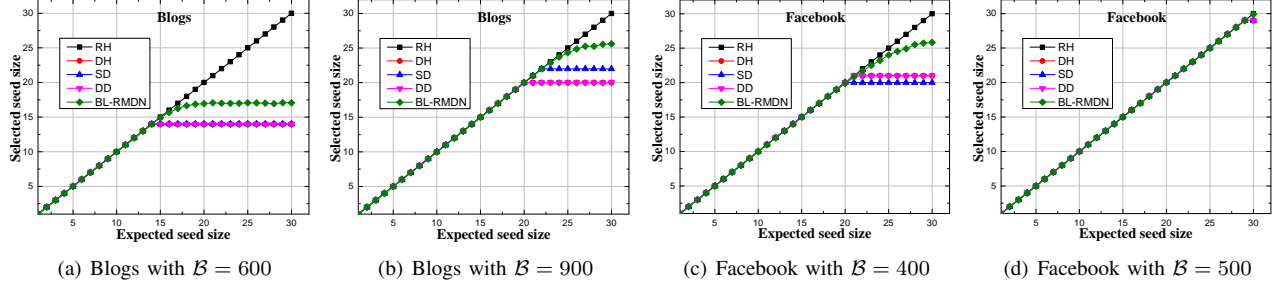 Blogs
Selected seed size
30
25
20
15
10
5
RH
DH
SD
DD
BL-RMDN
5 10 15 20 25 30
Expected seed size
(a) Blogs with B = 600
Blogs
Selected seed size
30
25
20
15
10
5
RH
DH
SD
DD
BL-RMDN
5 10 15 20 25 30
Expected seed size
(b) Blogs with B = 900
Facebook
Selected seed size
30
25
20
15
10
5
RH
DH
SD
DD
BL-RMDN
5 10 15 20 25 30
Expected seed size
(c) Facebook with B = 400
Facebook
Selected seed size
30
25
20
15
10
5
RH
DH
SD
DD
BL-RMDN
5 10 15 20 25 30
Expected seed size
(d) Facebook with B = 500